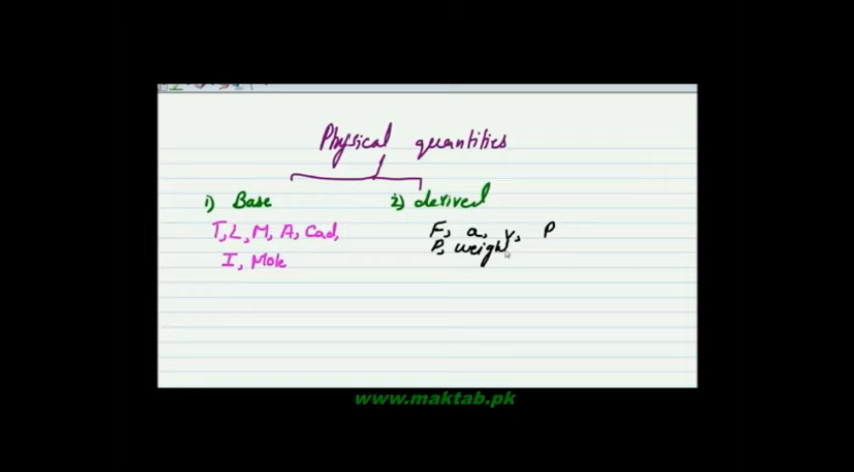 Physical quantities
1) Base 2) derived
T, L, M, A, Cad, F, a, v, P
I, Mole P, weight
www.maktab.pk